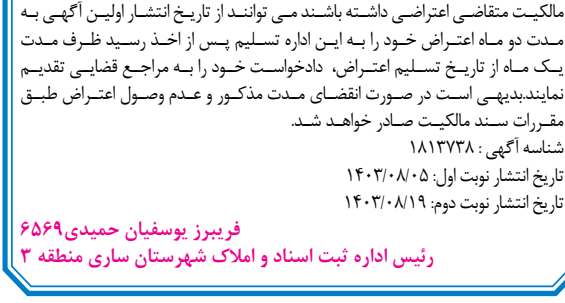 مالکیت متقاضی اعتراضی داشته باشند می توانند از تاریخ انتشار اولین آگهی به
مدت دو ماه اعتراض خود را به این اداره تسلیم پس از اخذ رسید ظرف مدت
یک ماه از تاریخ تسلیم اعتراض، دادخواست خود را به مراجع قضایی تقدیم
نمایند.بدیهی است در صورت انقضای مدت مذکور و عدم وصول اعتراض طبق
مقررات سند مالکیت صادر خواهد شد.
شناسه آگهی : ۱۸۱۳۷۳۸
تاریخ انتشار نوبت اول: ۱۴۰۳/۰۸/۰۵
تاریخ انتشار نوبت دوم: ۱۴۰۳/۰۸/۱۹
فریبرز یوسفیان حمیدی۶۵۶۹
رئیس اداره ثبت اسناد و املاک شهرستان ساری منطقه ۳